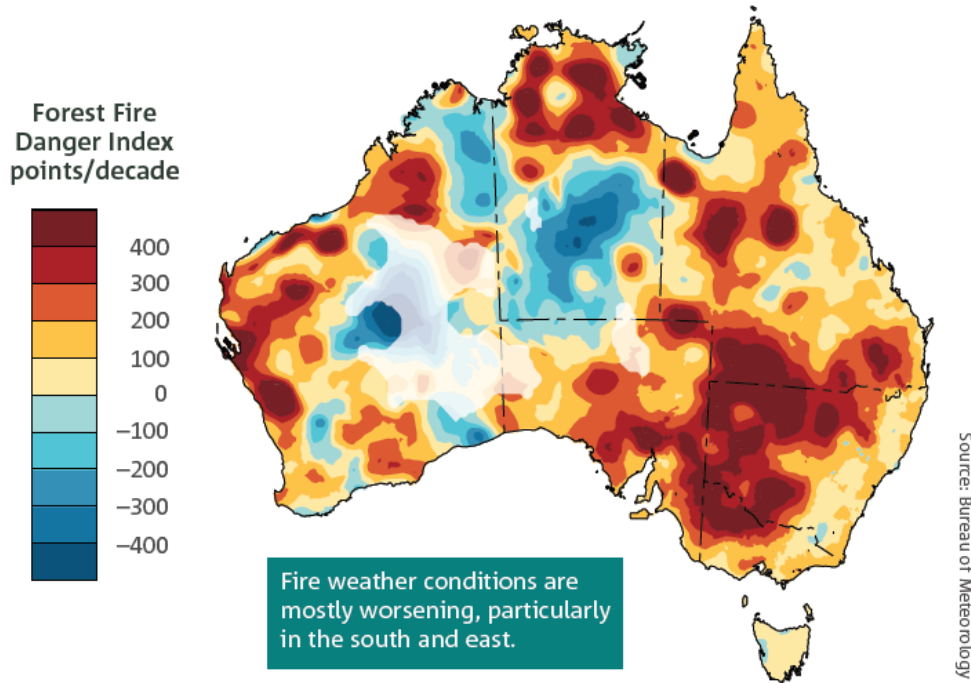 Forest Fire
Danger Index
points/decade
400
300
200
100
0
–100
–200
–300
–400
Fire weather conditions are
mostly worsening, particularly
in the south and east.
Source: Bureau of Meteorology